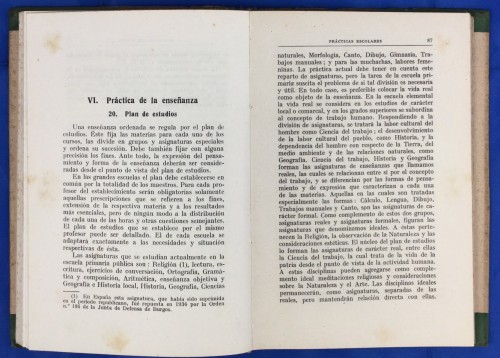 VI. Práctica de la enseñanza
20. Plan de estudios
Una enseñanza ordenada se regula por el plan de
estudios. Éste fija las materias para cada uno de los
cursos, las divide en grupos y asignaturas especiales
y ordena su sucesión. Debe también fijar con alguna
precisión los fines. Ante todo, la expresión del pensa-
miento y forma de la enseñanza deberán ser conside-
radas desde el punto de vista del plan de estudios.
En las grandes escuelas el plan debe establecerse en
común por la totalidad de los maestros. Para cada pro-
fesor del establecimiento serán obligatorias solamente
aquellas prescripciones que se refieren a los fines,
extensión de la respectiva materia y a los resultados
más esenciales, pero de ningún modo a la distribución
de cada una de las horas y otras cuestiones semejantes.
El plan de estudios que se establece por el mismo
profesor puede ser detallado. El de cada escuela se
adaptará exactamente a las necesidades y situación
respectivas de ésta.
Las asignaturas que se estudian actualmente en la
escuela primaria pública son: Religión (1), lectura, es-
critura, ejercicios de conversación, Ortografía, Gramá-
tica y composición, Aritmética, enseñanza objetiva y
Geografía e Historia local, Historia, Geografía, Ciencias
(1) En España esta asignatura, que había sido suprimida
en el período republicano, fue repuesta en 1936 por la Orden
n.º 186 de la Junta de Defensa de Burgos.
PRÁCTICAS ESCOLARES 87
naturales, Morfología, Canto, Dibujo, Gimnasia, Tra-
bajos manuales; y para las muchachas, labores feme-
ninas. La práctica actual debe tener en cuenta este
reparto de asignaturas, pero la tarea de la escuela pri-
maria suscita el problema de si tal división es necesaria
y útil. En todo caso, es preferible colocar la vida real
como objeto de la enseñanza. En la escuela elemental
la vida real se considera en los estudios de carácter
local o comarcal, y en los grados superiores se subordina
al concepto de trabajo humano. Respondiendo a la
división de asignaturas, se tratará la labor cultural del
hombre como Ciencia del trabajo; el desenvolvimiento
de la labor cultural del pueblo, como Historia, y la
dependencia del hombre con respecto de la Tierra, del
medio ambiente y de las relaciones naturales, como
Geografía. Ciencia del trabajo, Historia y Geografía
forman las asignaturas de enseñanza que llamamos
reales, las cuales se relacionan entre sí por el concepto
del trabajo, y se diferencian por las formas de pensa-
miento y de expresión que caracterizan a cada una
de las materias. Aquellas en las cuales son tratadas
especialmente las formas: Cálculo, Lengua, Dibujo,
Trabajos manuales y Canto, son las asignaturas de ca-
rácter formal. Como complemento de estos dos grupos,
asignaturas reales y asignaturas formales, figuran las
asignaturas que denominamos ideales. A éstas perte-
necen la Religión, la observación de la Naturaleza y las
consideraciones estéticas. El núcleo del plan de estudios
lo forman las asignaturas de carácter real, entre ellas
la Ciencia del trabajo, la cual trata de la vida de la
patria desde el punto de vista de la actividad humana.
A estas disciplinas pueden agregarse como comple-
mento ideal meditaciones religiosas y consideraciones
sobre la Naturaleza y el Arte. Las disciplinas ideales
permanecerán, como asignaturas, separadas de las
reales, pero mantendrán relación directa con ellas.